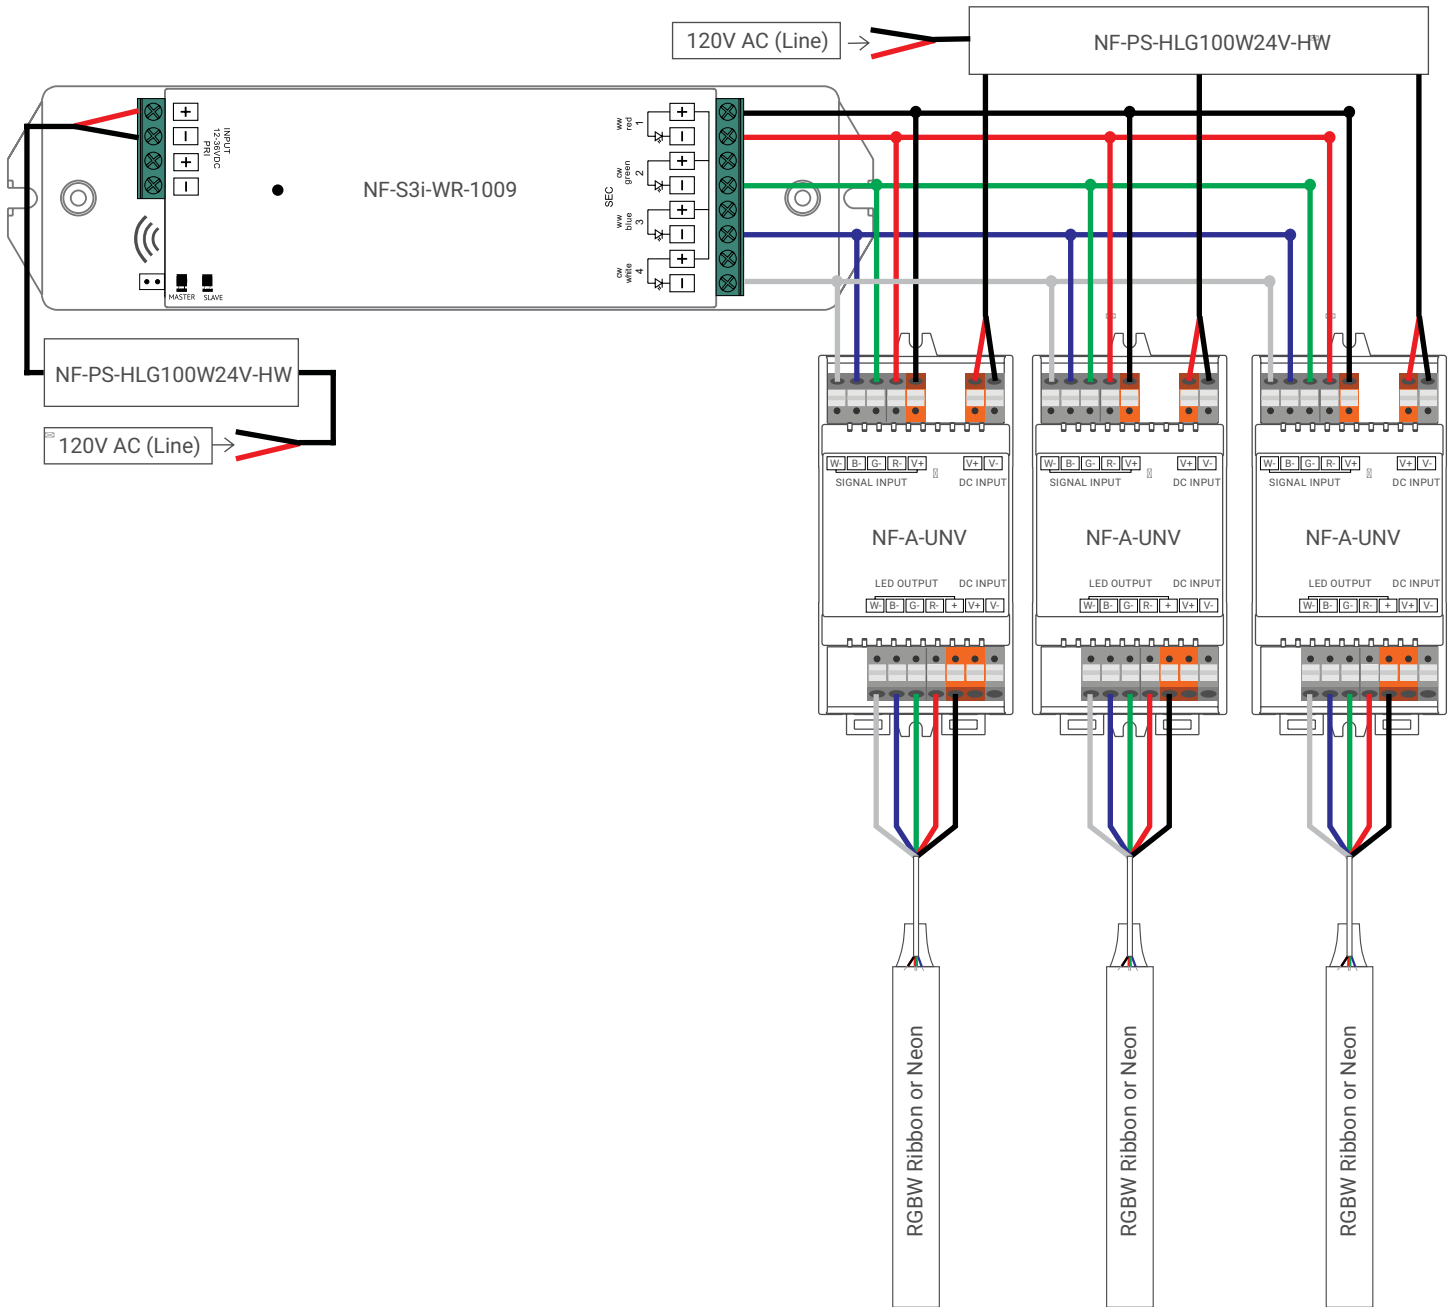 120V AC (Line)
NF-PS-HLG100W24V-HW
+
−
+
−
INPUT
12-36VDC
PRI
NF-S3i-WR-1009
MASTER
SLAVE
SEC
ww
red
1
+
−
cw
green
2
+
−
ww
blue
3
+
−
cw
white
4
+
−
NF-PS-HLG100W24V-HW
120V AC (Line)
W- B- G- R- V+ V+ V-
SIGNAL INPUT DC INPUT
NF-A-UNV
LED OUTPUT DC INPUT
W- B- G- R- + V+ V-
W- B- G- R- V+ V+ V-
SIGNAL INPUT DC INPUT
NF-A-UNV
LED OUTPUT DC INPUT
W- B- G- R- + V+ V-
W- B- G- R- V+ V+ V-
SIGNAL INPUT DC INPUT
NF-A-UNV
LED OUTPUT DC INPUT
W- B- G- R- + V+ V-
RGBW Ribbon or Neon
RGBW Ribbon or Neon
RGBW Ribbon or Neon